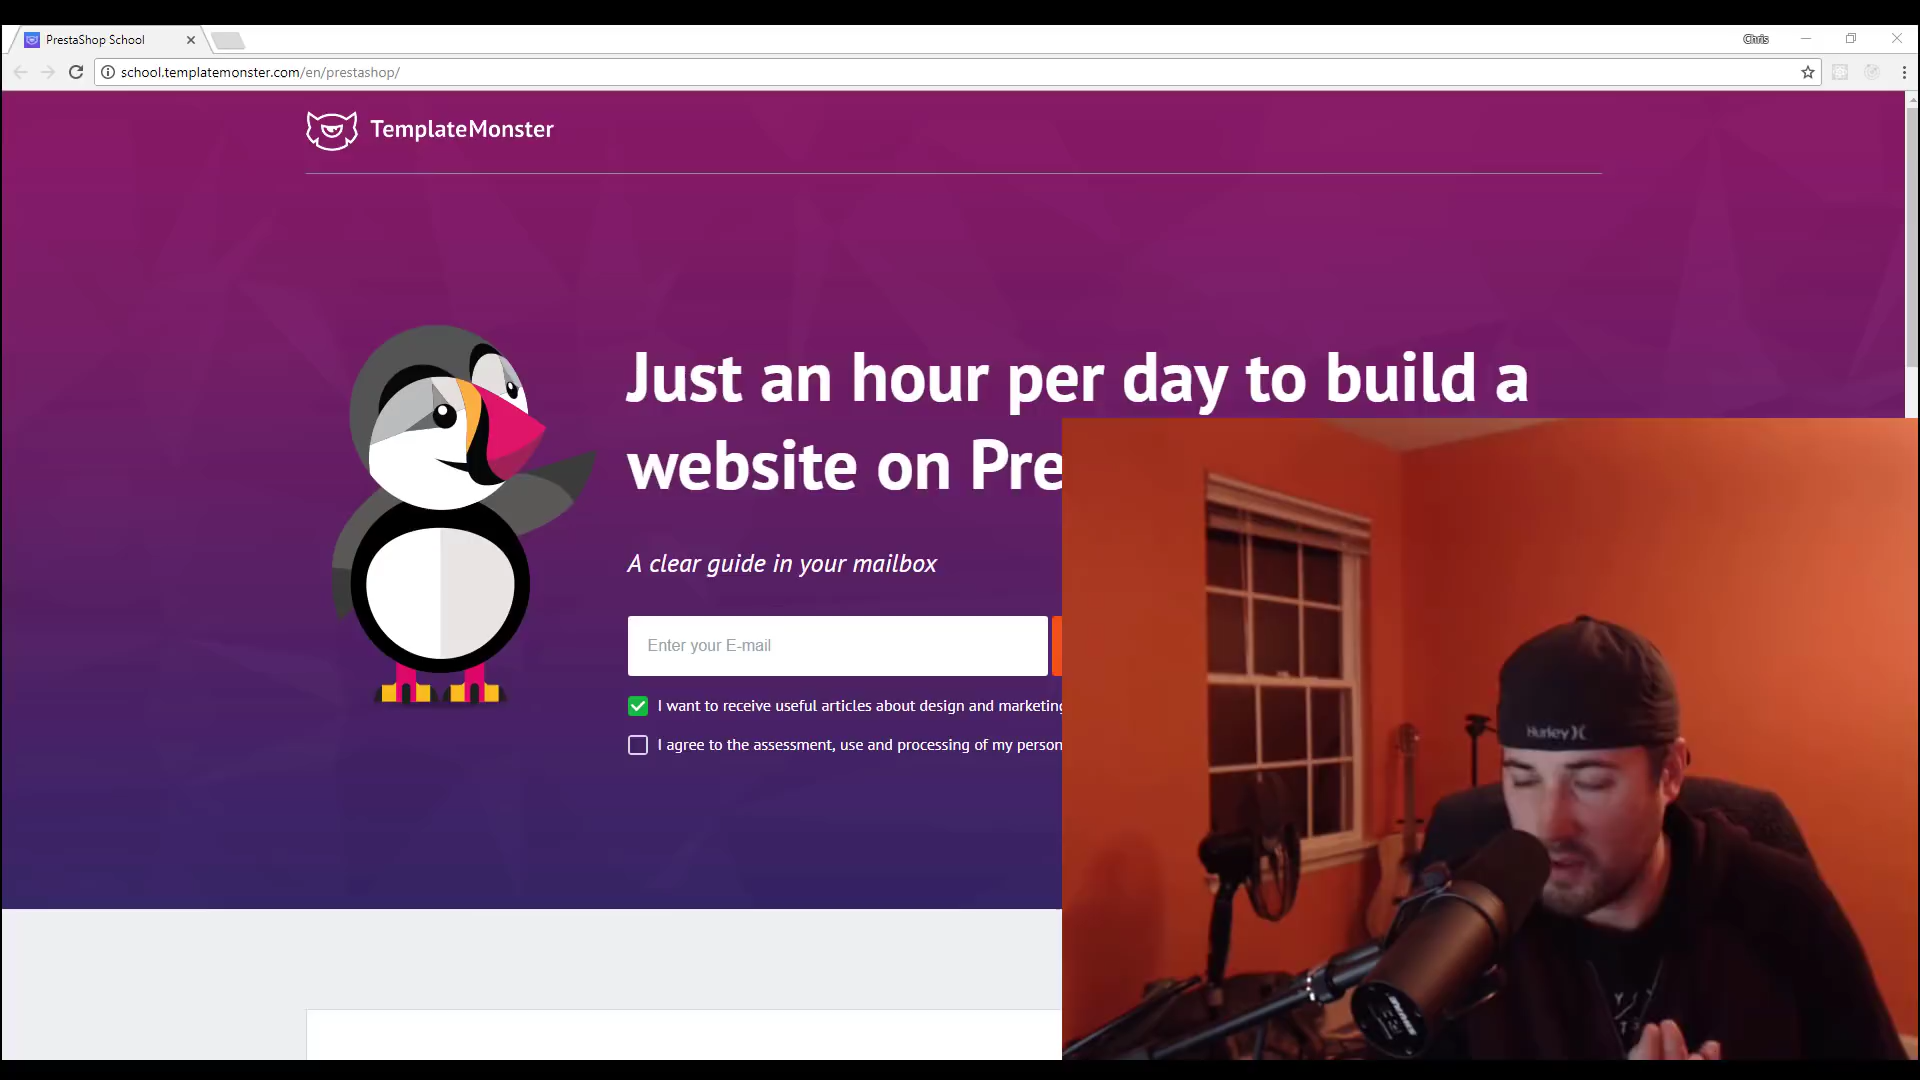 PrestaShop School
Chris
school.templatemonster.com/en/prestashop/
TemplateMonster
Just an hour per day to build a
website on Pre
A clear guide in your mailbox
Enter your E-mail
I want to receive useful articles about design and marketing
I agree to the assessment, use and processing of my person
Hurley
SHURE